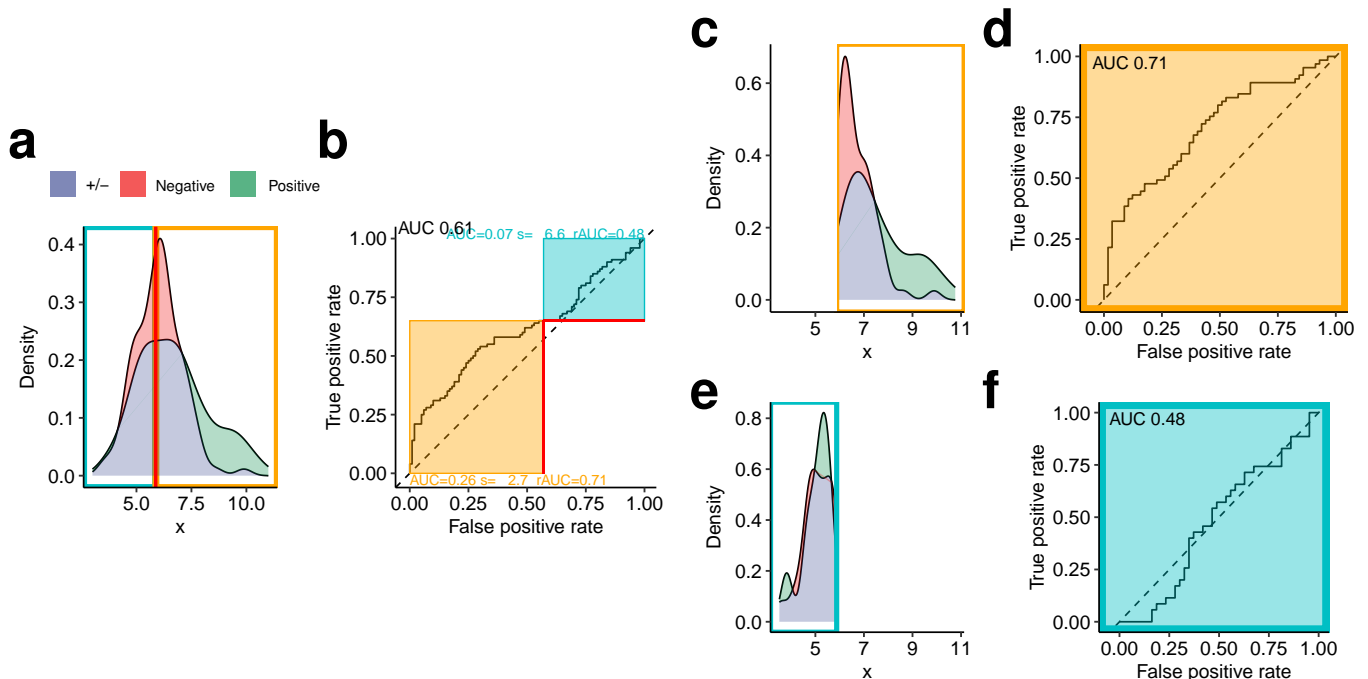 a
+/−
Negative
Positive
Density
0.4
0.3
0.2
0.1
0.0
5.0
7.5
10.0
x
b
AUC 0.61
AUC=0.07 s= 6.6 rAUC=0.48
True positive rate
1.00
0.75
0.50
0.25
0.00
AUC=0.26 s= 2.7 rAUC=0.71
0.00
0.25
0.50
0.75
1.00
False positive rate
c
Density
0.6
0.4
0.2
0.0
5
7
9
11
x
d
AUC 0.71
True positive rate
1.00
0.75
0.50
0.25
0.00
0.00
0.25
0.50
0.75
1.00
False positive rate
e
Density
0.8
0.6
0.4
0.2
0.0
5
7
9
11
x
f
AUC 0.48
True positive rate
1.00
0.75
0.50
0.25
0.00
0.00
0.25
0.50
0.75
1.00
False positive rate